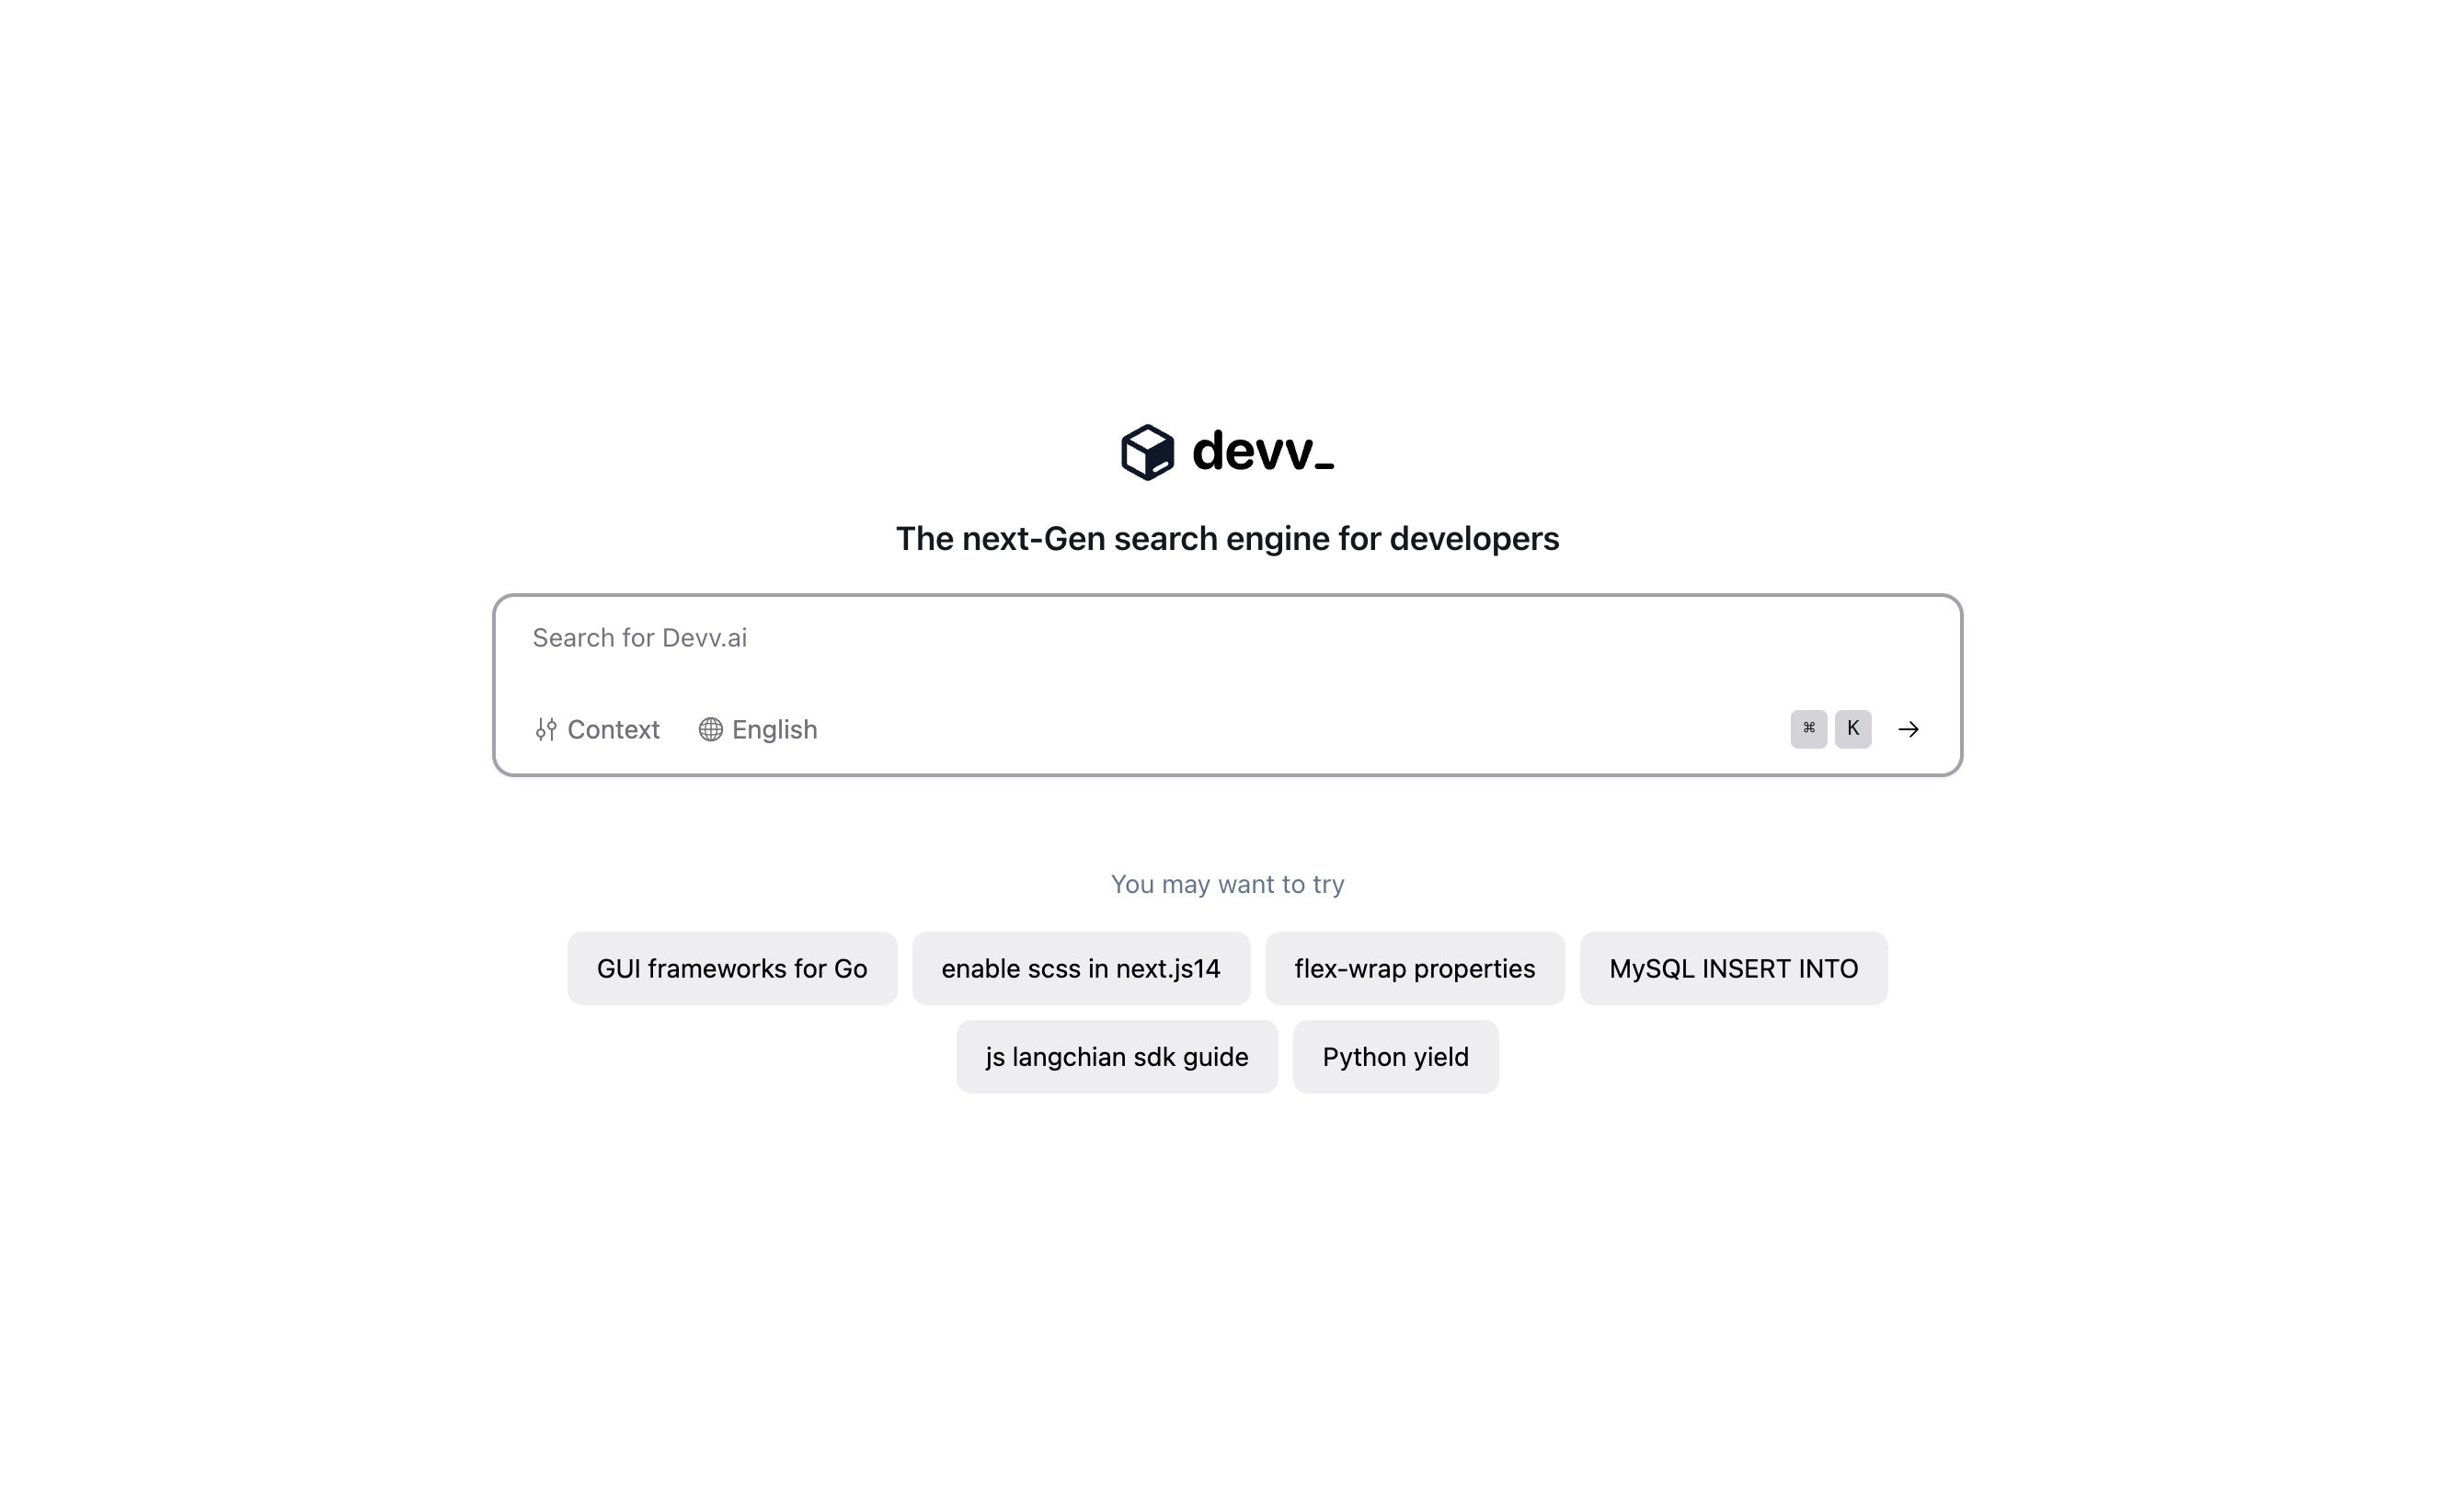 devv_
The next-Gen search engine for developers
Search for Devv.ai
Context English ⌘ K
You may want to try
GUI frameworks for Go enable scss in next.js14 flex-wrap properties MySQL INSERT INTO
js langchian sdk guide Python yield